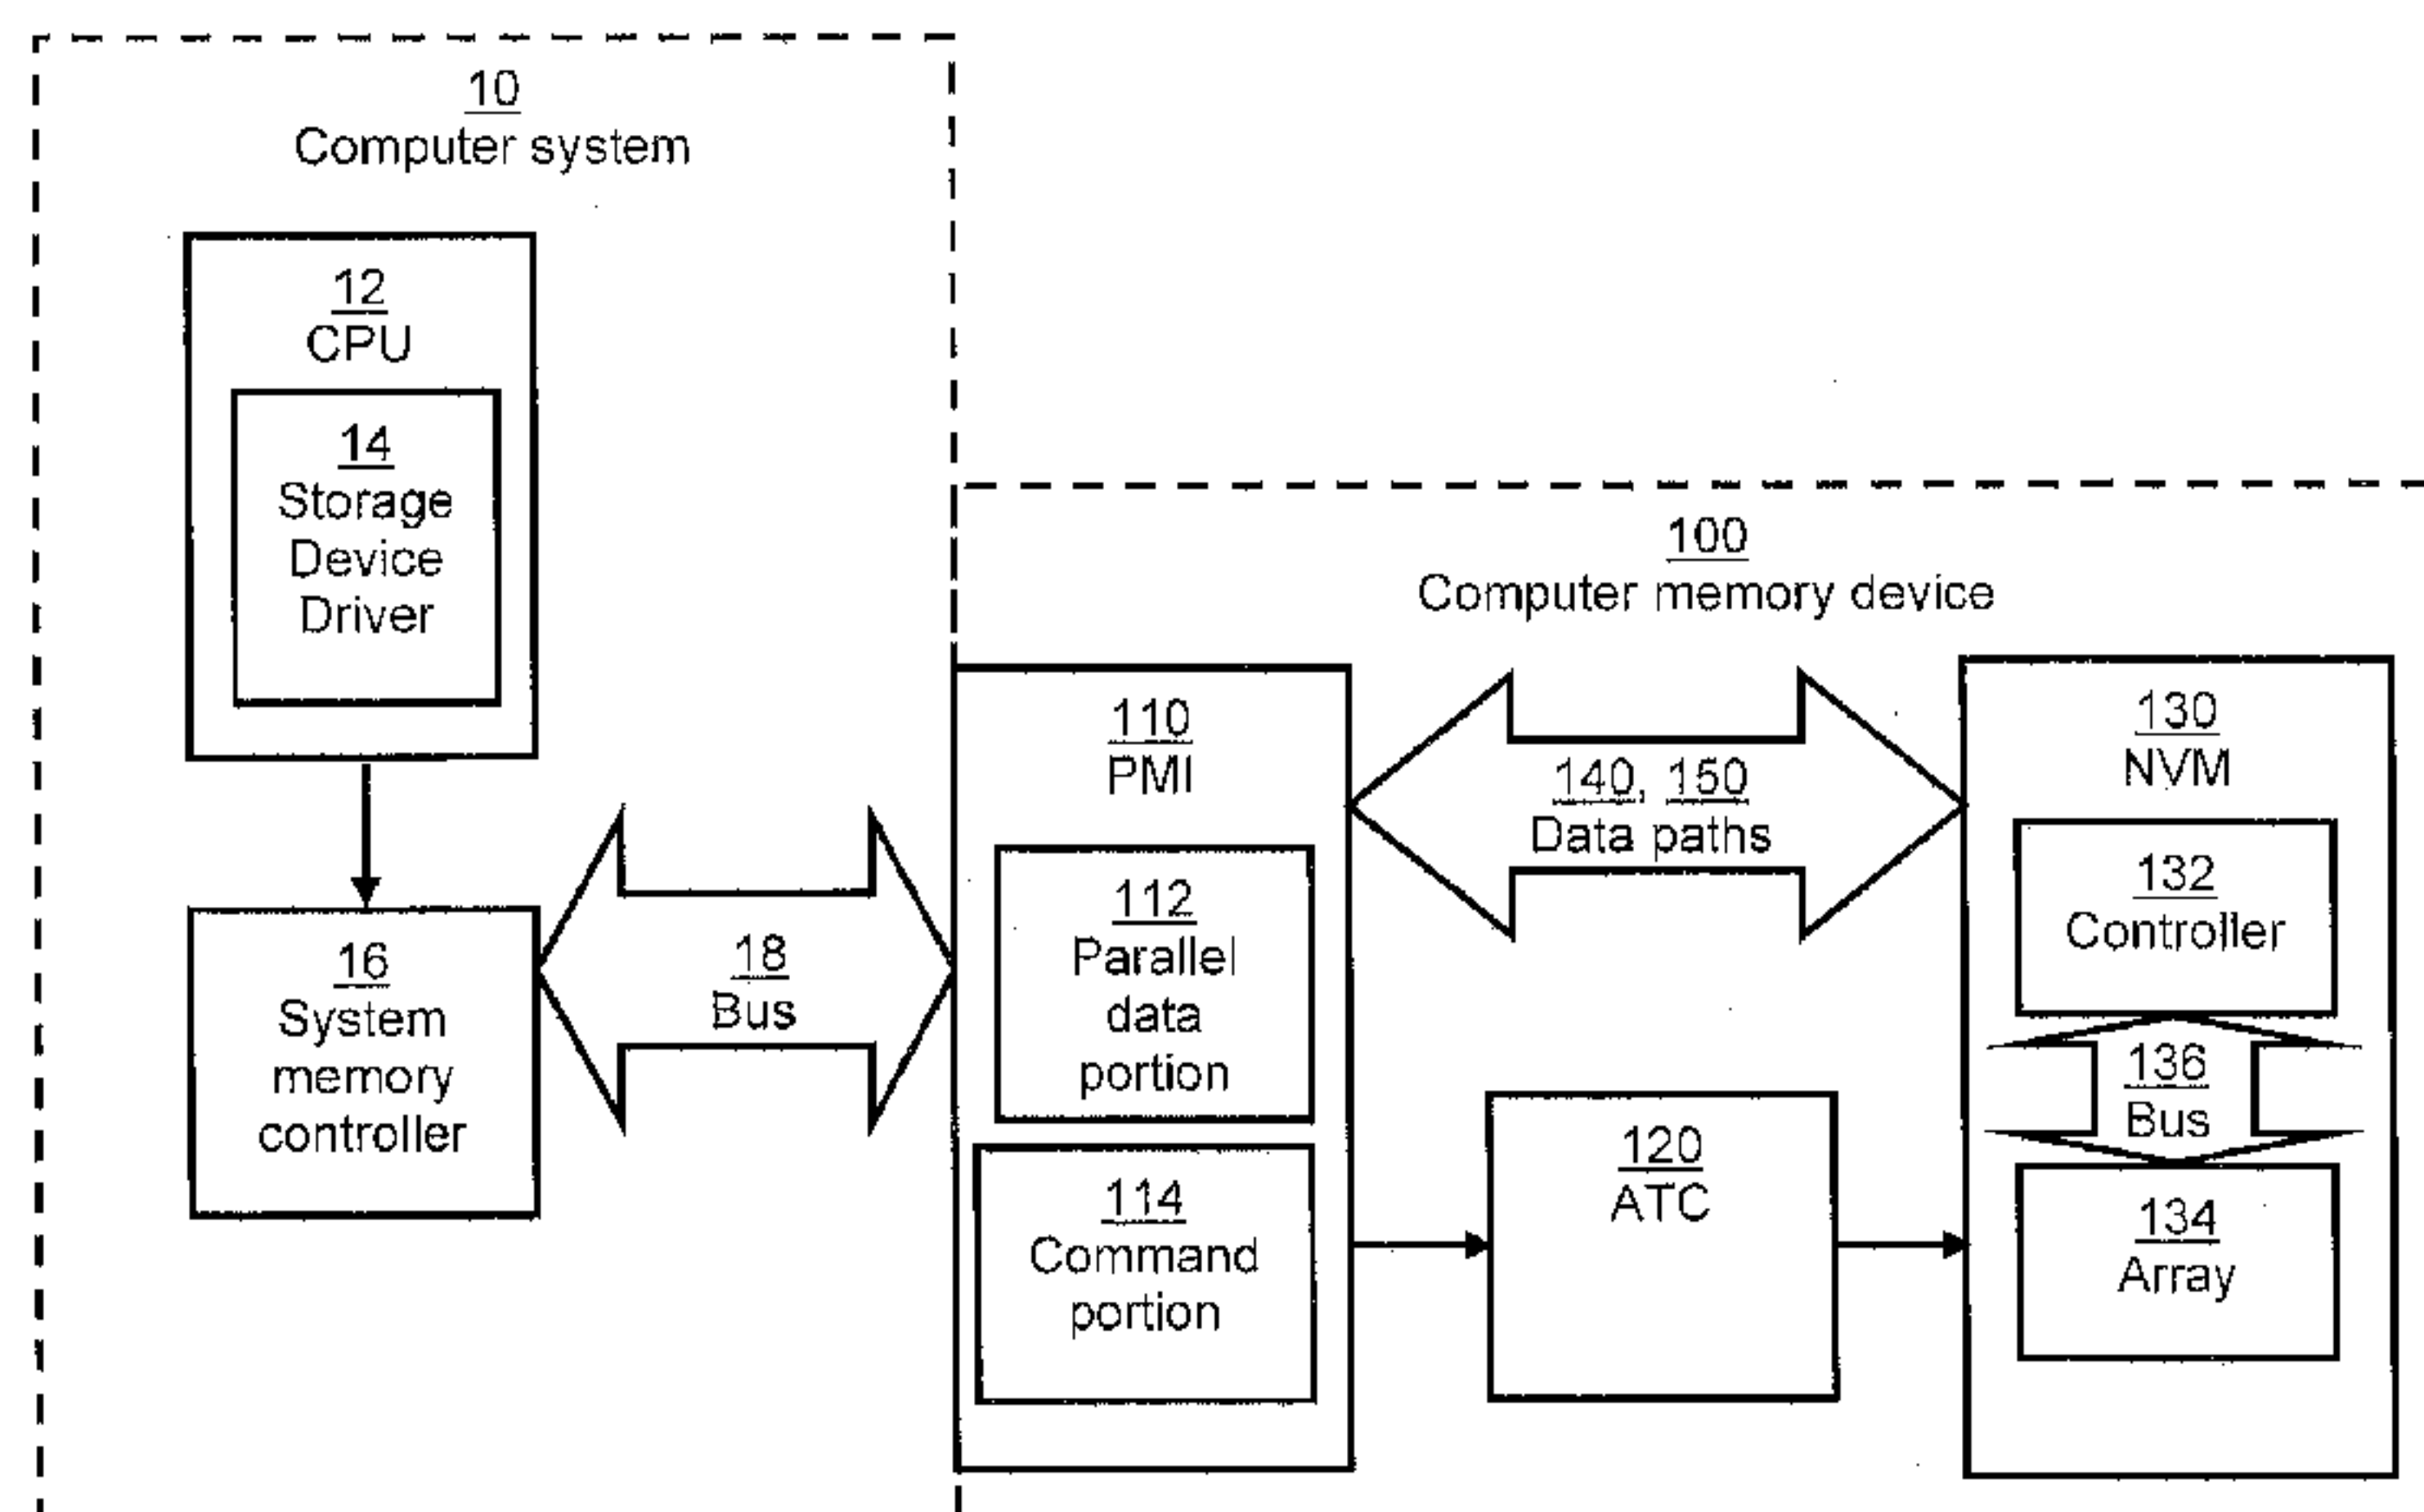 10
Computer system
12
CPU
14
Storage
Device
Driver
16
System
memory
controller
18
Bus
100
Computer memory device
110
PMI
112
Parallel
data
portion
114
Command
portion
140, 150
Data paths
120
ATC
130
NVM
132
Controller
136
Bus
134
Array